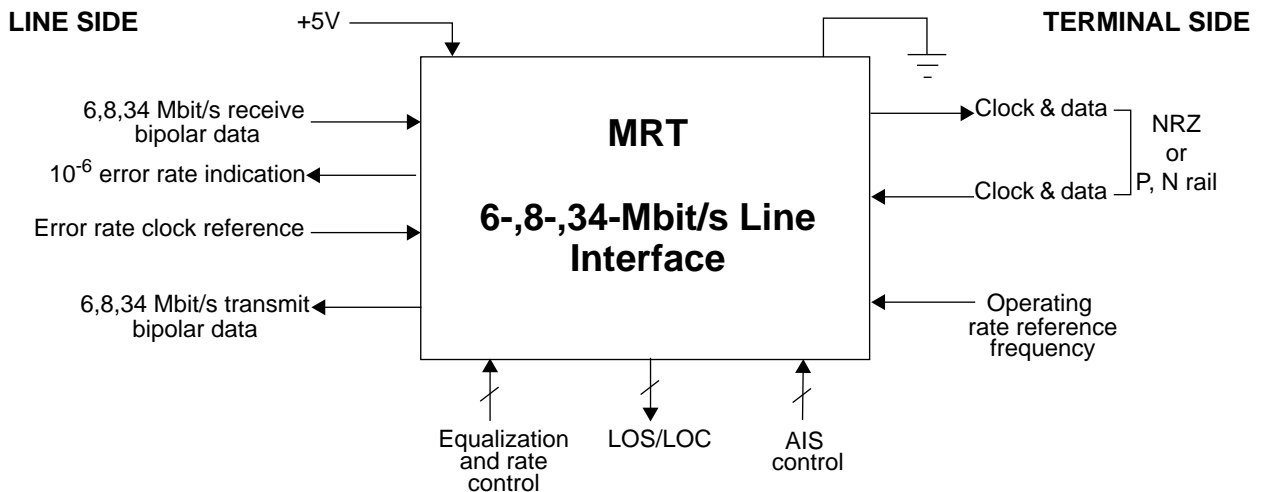 LINE SIDE
+5V
TERMINAL SIDE
6,8,34 Mbit/s receive
bipolar data
10-6 error rate indication
Error rate clock reference
6,8,34 Mbit/s transmit
bipolar data
MRT
6-,8-,34-Mbit/s Line
Interface
Clock & data
NRZ
or
P, N rail
Clock & data
Operating
rate reference
frequency
Equalization
and rate
control
LOS/LOC
AIS
control